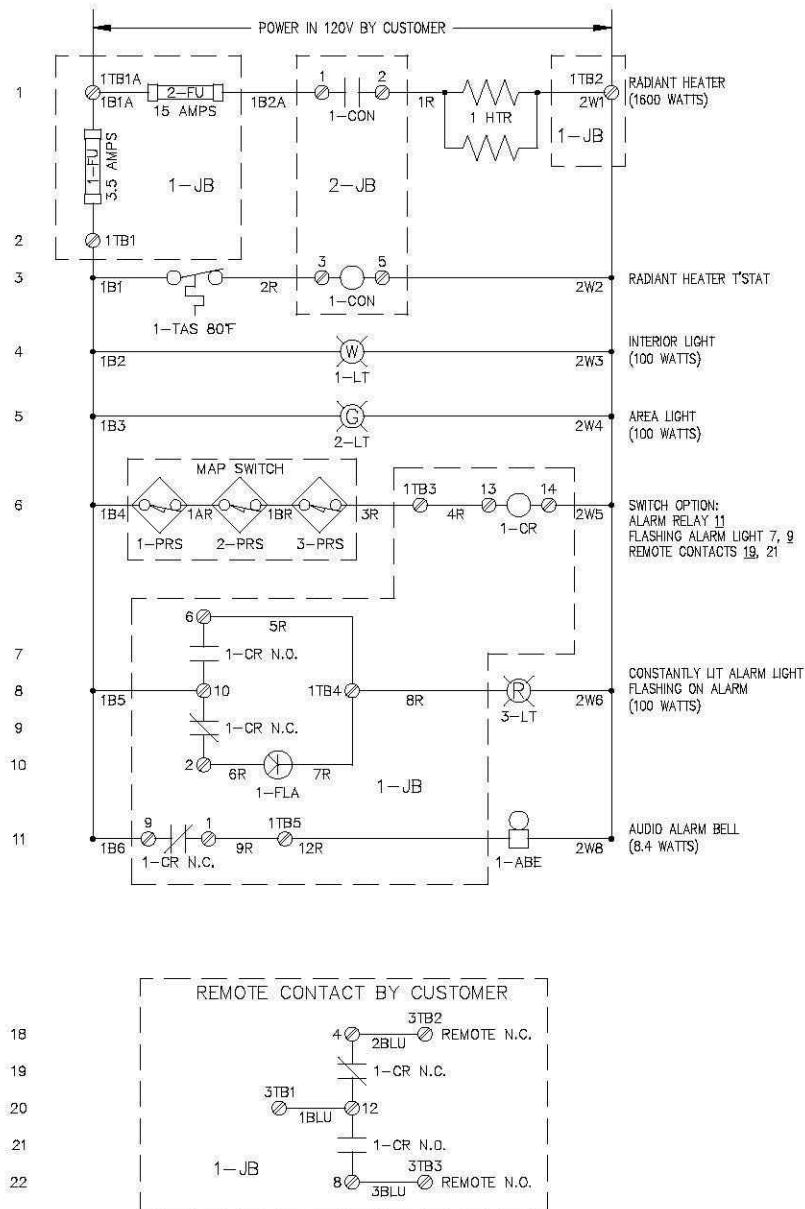 POWER IN 120V BY CUSTOMER
1
1TB1A
1B1A
2-FU
15 AMPS
1B2A
1
2
1-CON
1R
1 HTR
1TB2
2W1
1-JB
RADIANT HEATER
(1600 WATTS)
1-FU
3.5 AMPS
1-JB
2-JB
2
1TB1
3
1B1
1-TAS 80°F
2R
3
5
1-CON
2W2
RADIANT HEATER T'STAT
4
1B2
W
1-LT
2W3
INTERIOR LIGHT
(100 WATTS)
5
1B3
G
2-LT
2W4
AREA LIGHT
(100 WATTS)
MAP SWITCH
6
1B4
1AR
1BR
3R
1-PRS
2-PRS
3-PRS
1TB3
4R
13
14
1-CR
2W5
SWITCH OPTION:
ALARM RELAY 11
FLASHING ALARM LIGHT 7, 9
REMOTE CONTACTS 19, 21
6
5R
7
1-CR N.O.
8
1B5
10
1TB4
8R
R
3-LT
2W6
CONSTANTLY LIT ALARM LIGHT
FLASHING ON ALARM
(100 WATTS)
9
1-CR N.C.
10
2
6R
7R
1-FLA
1-JB
11
1B6
9
1
1-CR N.C.
9R
1TB5
12R
1-ABE
2W8
AUDIO ALARM BELL
(8.4 WATTS)
REMOTE CONTACT BY CUSTOMER
18
4
2BLU
3TB2
REMOTE N.C.
19
1-CR N.C.
20
3TB1
1BLU
12
21
1-CR N.O.
1-JB
22
8
3BLU
3TB3
REMOTE N.O.